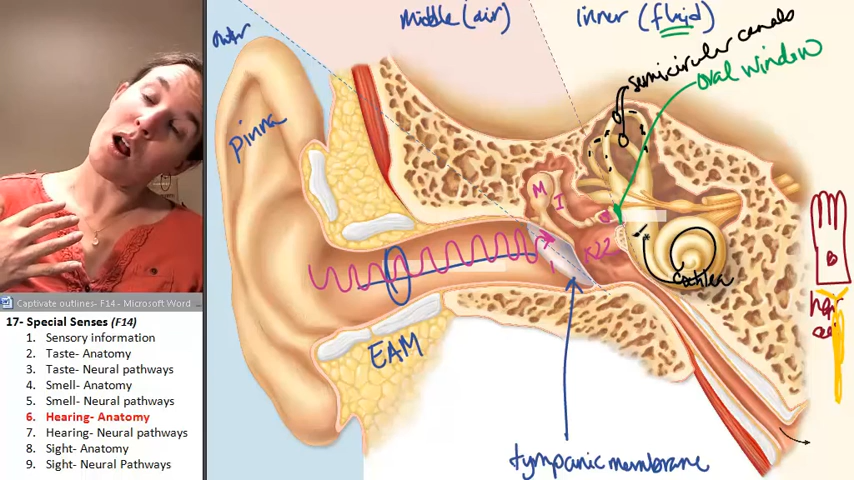 outer
middle (air)
inner (fluid)
semicircular canals
oval window
pinna
M
I
S
cochlea
EAM
tympanic membrane
hair
Captivate outlines- F14 - Microsoft Word
17- Special Senses (F14)
1. Sensory information
2. Taste- Anatomy
3. Taste- Neural pathways
4. Smell- Anatomy
5. Smell- Neural pathways
6. Hearing- Anatomy
7. Hearing- Neural pathways
8. Sight- Anatomy
9. Sight- Neural Pathways